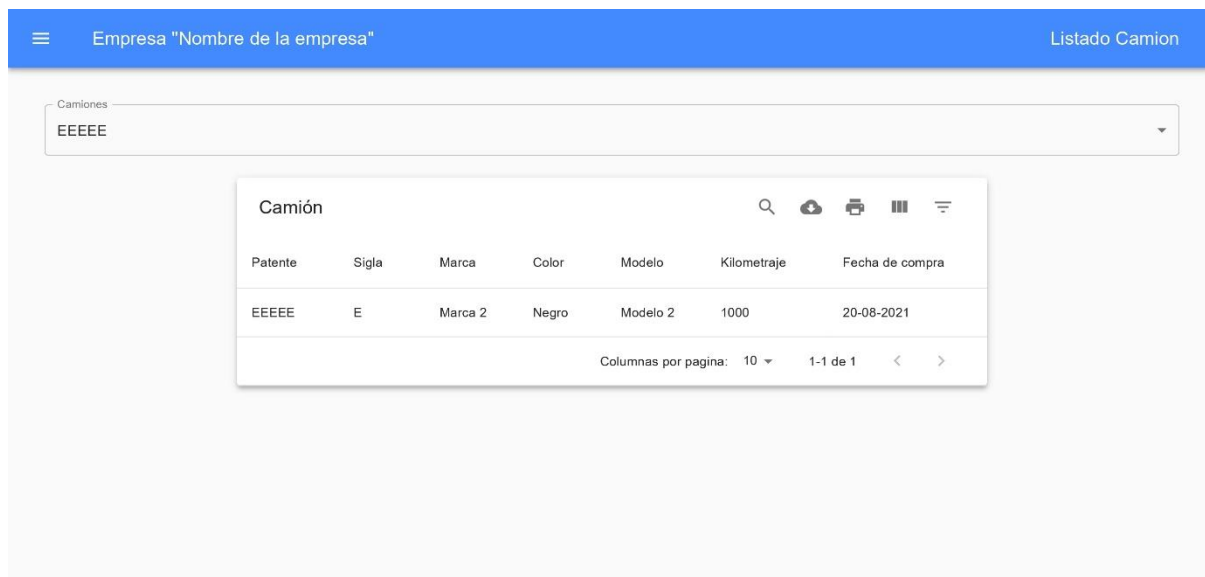 Empresa "Nombre de la empresa" Listado Camion
Camiones
EEEEE
Camión
Patente Sigla Marca Color Modelo Kilometraje Fecha de compra
EEEEE E Marca 2 Negro Modelo 2 1000 20-08-2021
Columnas por pagina: 10 1-1 de 1